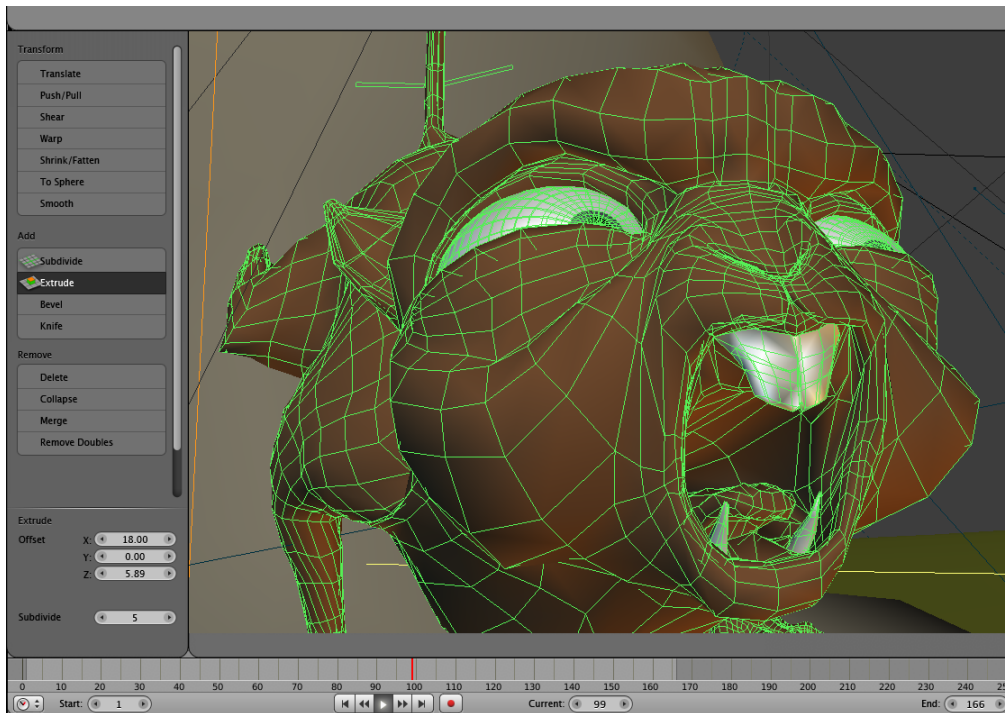 Transform
Translate
Push/Pull
Shear
Warp
Shrink/Fatten
To Sphere
Smooth
Add
Subdivide
Extrude
Bevel
Knife
Remove
Delete
Collapse
Merge
Remove Doubles
Extrude
Offset X: 18.00
Y: 0.00
Z: 5.89
Subdivide 5
0 10 20 30 40 50 60 70 80 90 100 110 120 130 140 150 160 170 180 190 200 210 220 230 240
Start: 1 Current: 99 End: 166